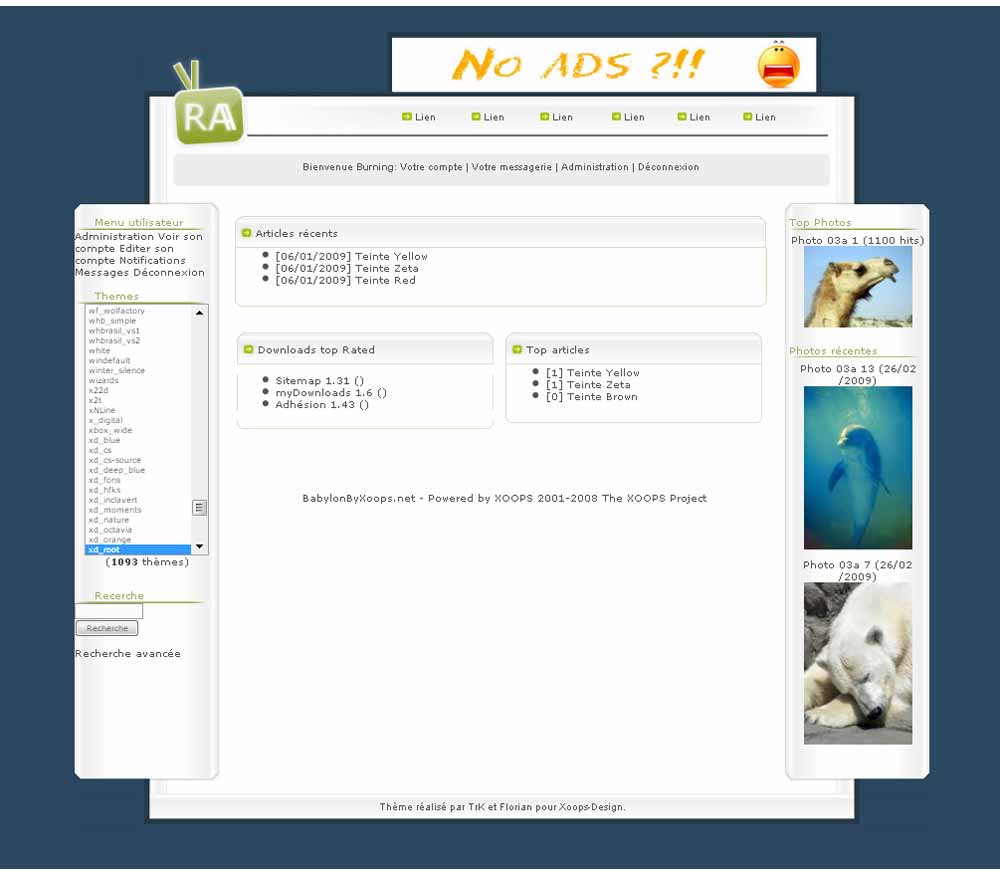 No ADS ?!!
RA
Lien Lien Lien Lien Lien Lien
Bienvenue Burning: Votre compte | Votre messagerie | Administration | Déconnexion
Menu utilisateur
Administration Voir son
compte Editer son
compte Notifications
Messages Déconnexion
Themes
wf_wolfactory
whb_simple
whbrasil_vs1
whbrasil_vs2
white
windefault
winter_silence
wizards
x22d
x2t
xNLine
x_digital
xbox_wide
xd_blue
xd_cs
xd_cs-source
xd_deep_blue
xd_fons
xd_hfks
xd_inclavert
xd_moments
xd_nature
xd_octavia
xd_orange
xd_root
(1093 thèmes)
Recerche
Recherche
Recherche avancée
Articles récents
[06/01/2009] Teinte Yellow
[06/01/2009] Teinte Zeta
[06/01/2009] Teinte Red
Downloads top Rated
Sitemap 1.31 ()
myDownloads 1.6 ()
Adhésion 1.43 ()
Top articles
[1] Teinte Yellow
[1] Teinte Zeta
[0] Teinte Brown
BabylonByXoops.net - Powered by XOOPS 2001-2008 The XOOPS Project
Top Photos
Photo 03a 1 (1100 hits)
Photos récentes
Photo 03a 13 (26/02
/2009)
Photo 03a 7 (26/02
/2009)
Thème réalisé par TrK et Florian pour Xoops-Design.